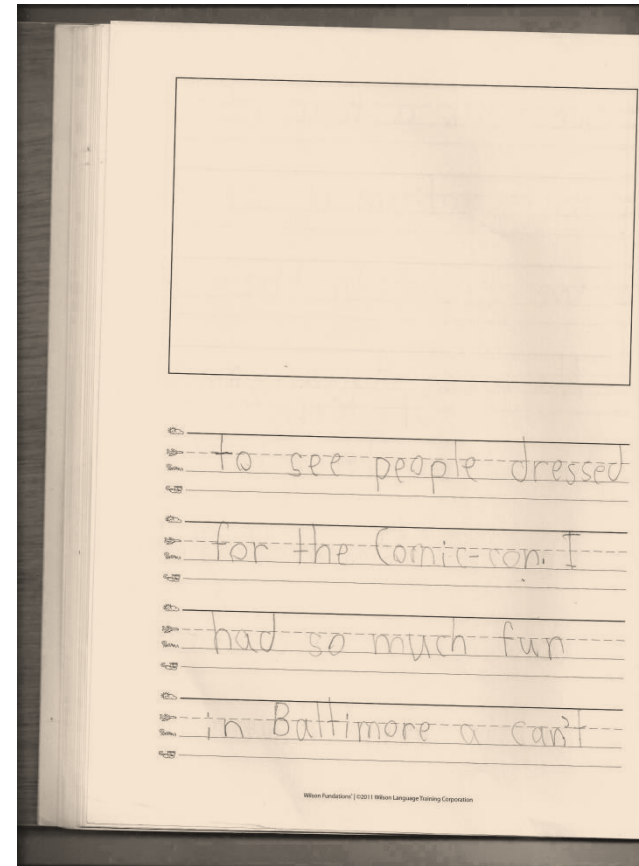 to see people dressed
for the Comic-con. I
had so much fun
in Baltimore a can't
Wilson Fundations® | ©2011 Wilson Language Training Corporation